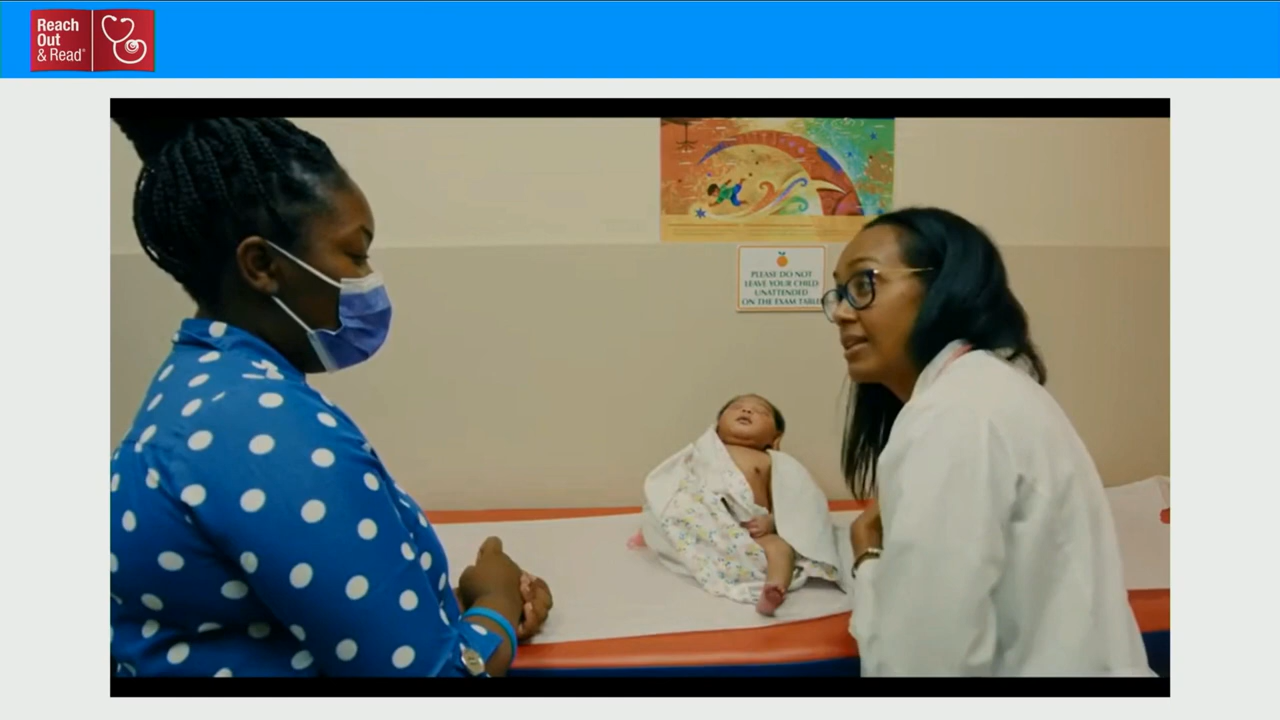 Reach
Out
& Read®
PLEASE DO NOT
LEAVE YOUR CHILD
UNATTENDED
ON THE EXAM TABLE